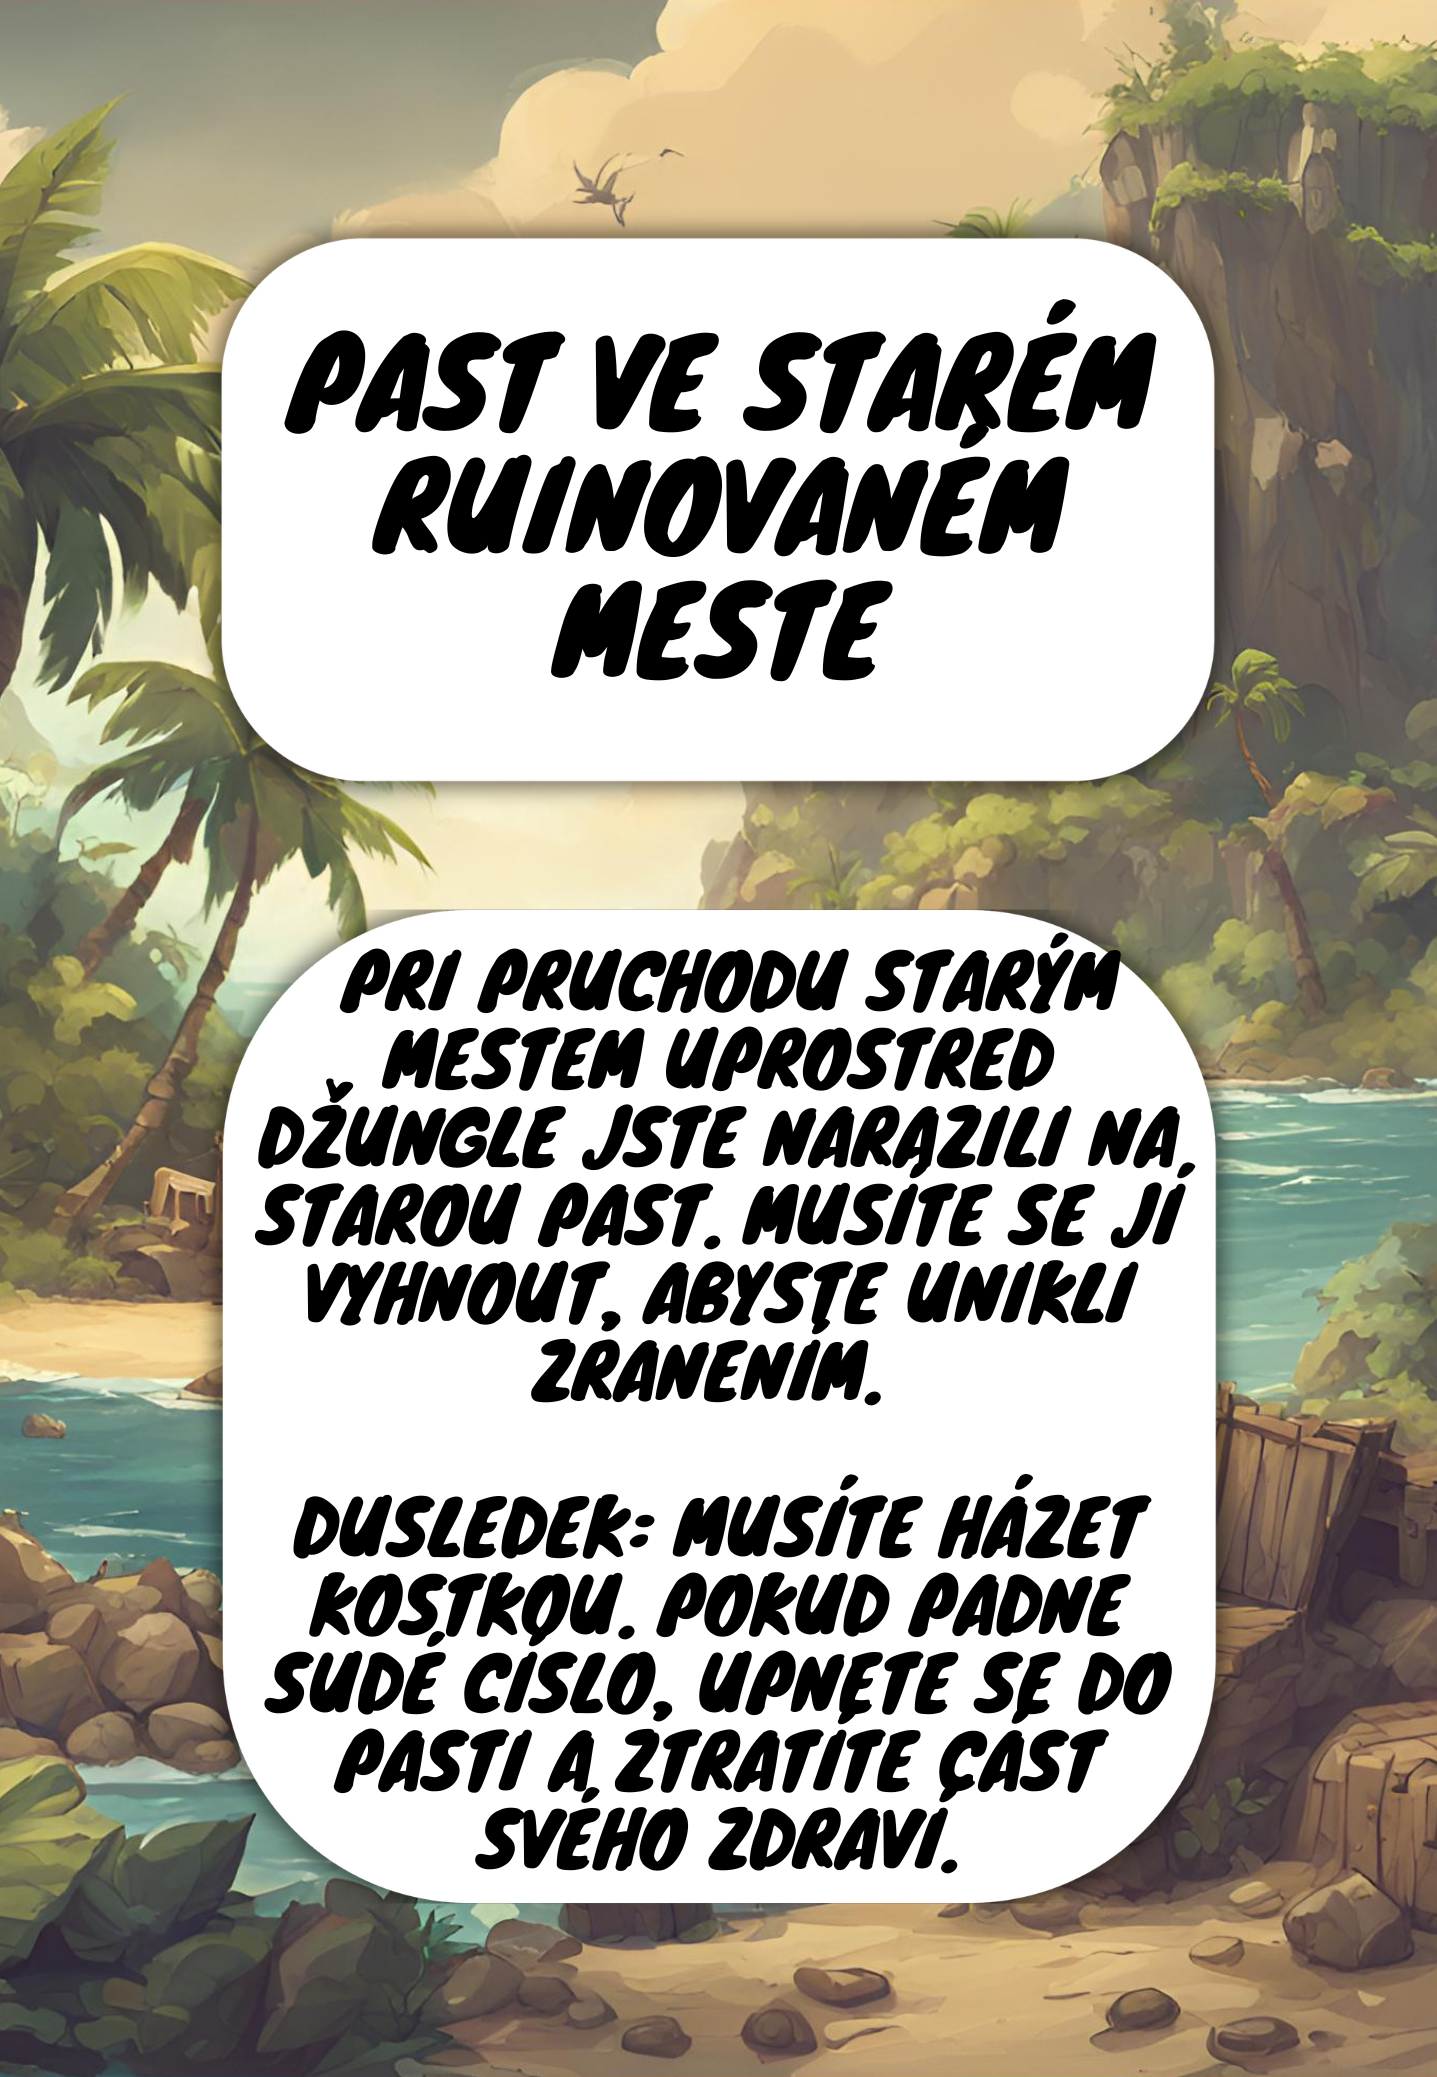 PAST VE STARÉM
RUINOVANÉM
MESTE
PRI PRUCHODU STARÝM
MESTEM UPROSTRED
DŽUNGLE JSTE NARAZILI NA
STAROU PAST. MUSÍTE SE JÍ
VYHNOUT, ABYSTE UNIKLI
ZRANENÍM.
DUSLEDEK: MUSÍTE HÁZET
KOSTKOU. POKUD PADNE
SUDÉ CÍSLO, UPNETE SE DO
PASTI A ZTRATÍTE CÁST
SVÉHO ZDRAVÍ.